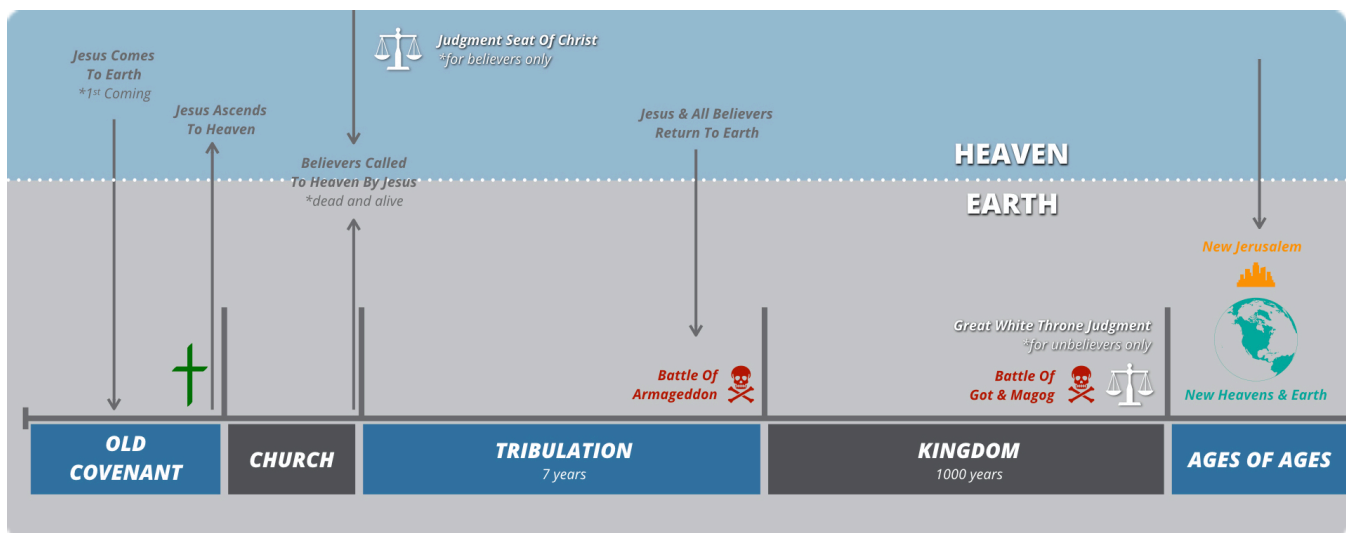 Jesus Comes
To Earth
*1st Coming
Jesus Ascends
To Heaven
Judgment Seat Of Christ
*for believers only
Believers Called
To Heaven By Jesus
*dead and alive
Jesus & All Believers
Return To Earth
HEAVEN
EARTH
New Jerusalem
Great White Throne Judgment
*for unbelievers only
Battle Of
Armageddon
Battle Of
Got & Magog
New Heavens & Earth
OLD
COVENANT
CHURCH
TRIBULATION
7 years
KINGDOM
1000 years
AGES OF AGES